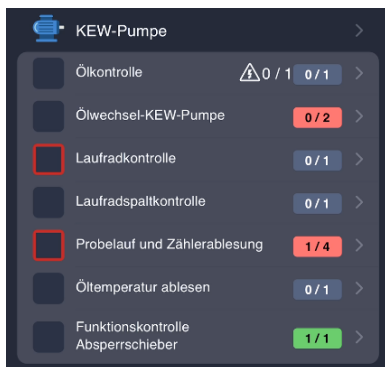 KEW-Pumpe
Ölkontrolle 0 / 1 0 / 1
Ölwechsel-KEW-Pumpe 0 / 2
Laufradkontrolle 0 / 1
Laufradspaltkontrolle 0 / 1
Probelauf und Zählerablesung 1 / 4
Öltemperatur ablesen 0 / 1
Funktionskontrolle
Absperrschieber 1 / 1